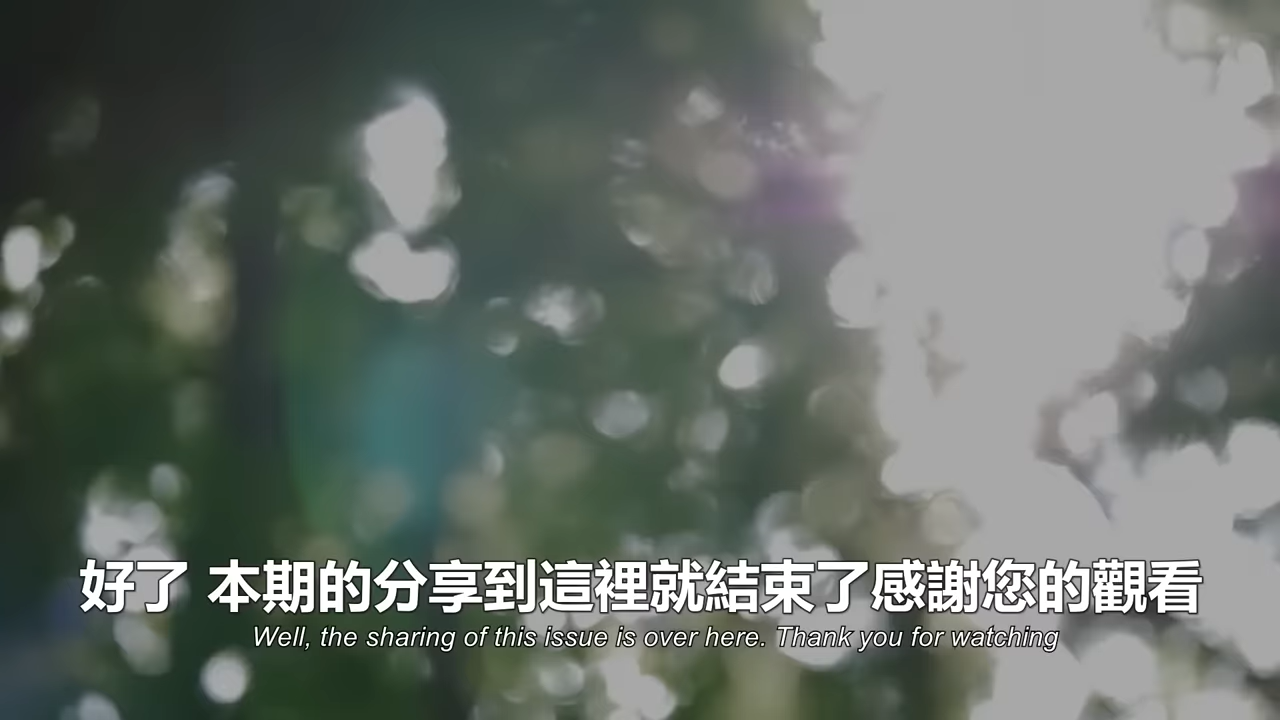 好了 本期的分享到這裡就結束了感謝您的觀看
Well, the sharing of this issue is over here. Thank you for watching